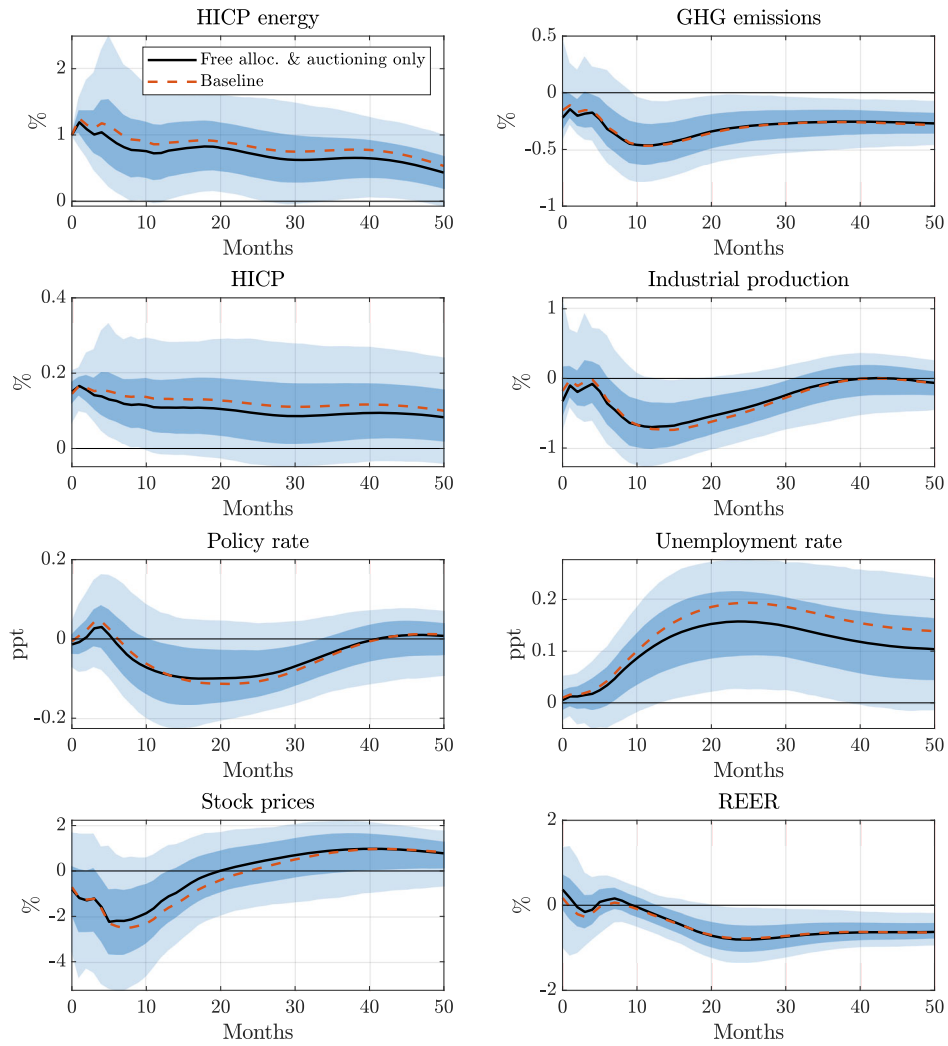 HICP energy
2
1
0
%
Free alloc. & auctioning only
Baseline
0 10 20 30 40 50
Months
GHG emissions
0.5
0
-0.5
-1
%
0 10 20 30 40 50
Months
HICP
0.4
0.2
0
%
0 10 20 30 40 50
Months
Industrial production
1
0
-1
%
0 10 20 30 40 50
Months
Policy rate
0.2
0
-0.2
ppt
0 10 20 30 40 50
Months
Unemployment rate
0.2
0.1
0
ppt
0 10 20 30 40 50
Months
Stock prices
2
0
-2
-4
%
0 10 20 30 40 50
Months
REER
2
0
-2
%
0 10 20 30 40 50
Months